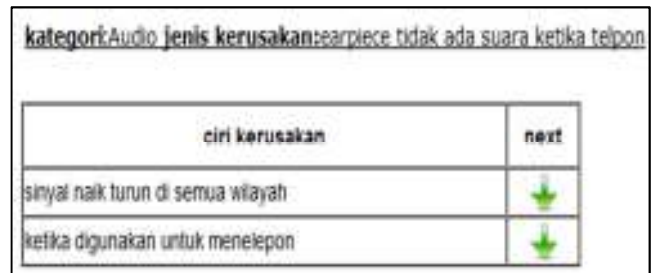 kategori:Audio jenis kerusakan:earpiece tidak ada suara ketika telpon
ciri kerusakan next
sinyal naik turun di semua wilayah
ketika digunakan untuk menelepon